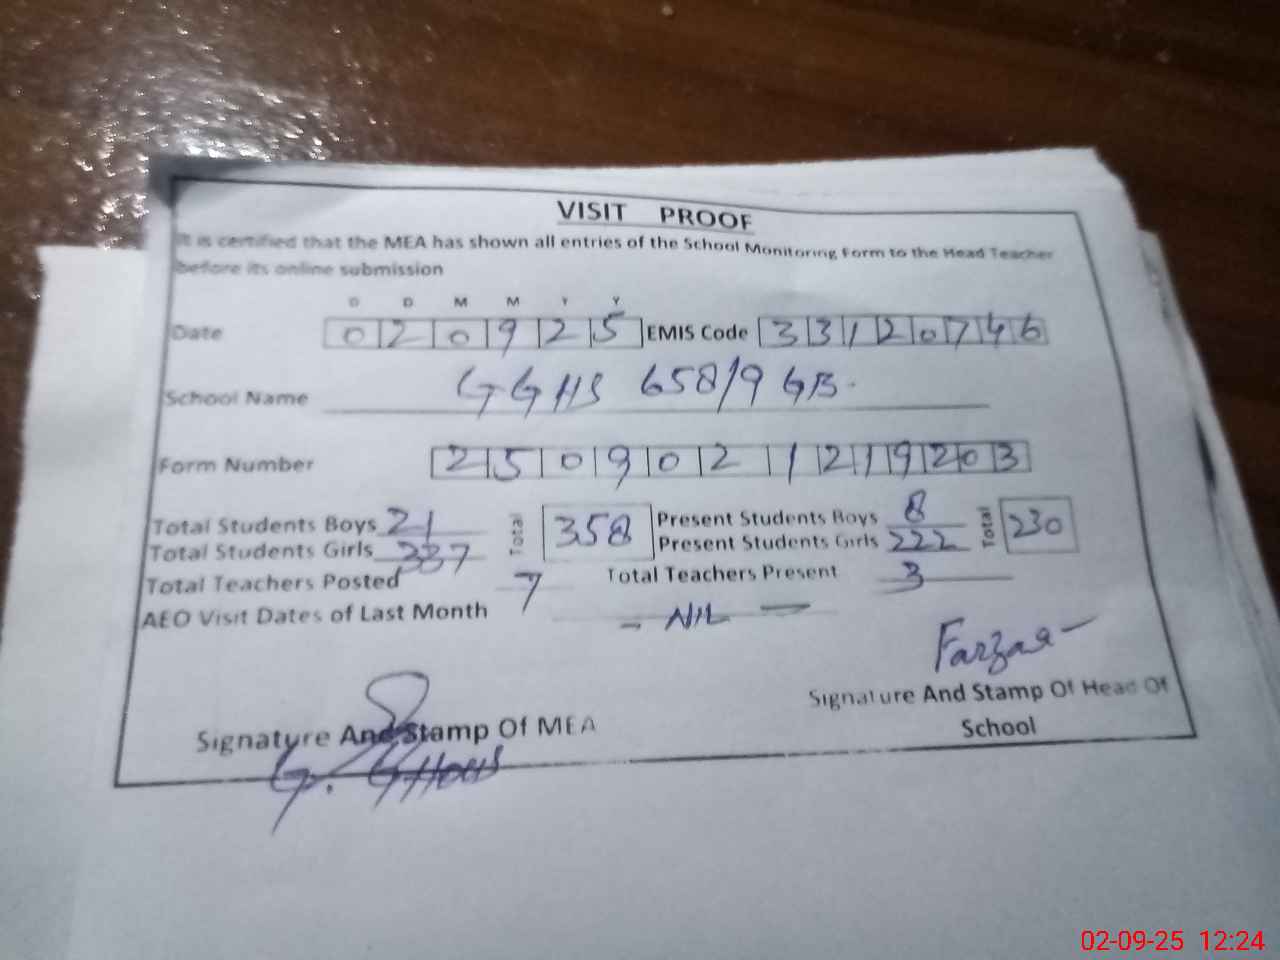 VISIT PROOF
It is certified that the MEA has shown all entries of the School Monitoring Form to the Head Teacher
before its online submission
D D M M Y Y
Date 0 2 0 9 2 5 EMIS Code 3 3 1 2 0 7 4 6
School Name GGHS 658/9 GB.
Form Number 2 5 0 9 0 2 1 2 1 9 2 0 3
Total Students Boys 21 Total 358 Present Students Boys 8 Total 230
Total Students Girls 337 Present Students Girls 222
Total Teachers Posted 7 Total Teachers Present 3
AEO Visit Dates of Last Month - NIL -
Signature And Stamp Of MEA
Signature And Stamp Of Head Of
School
02-09-25 12:24